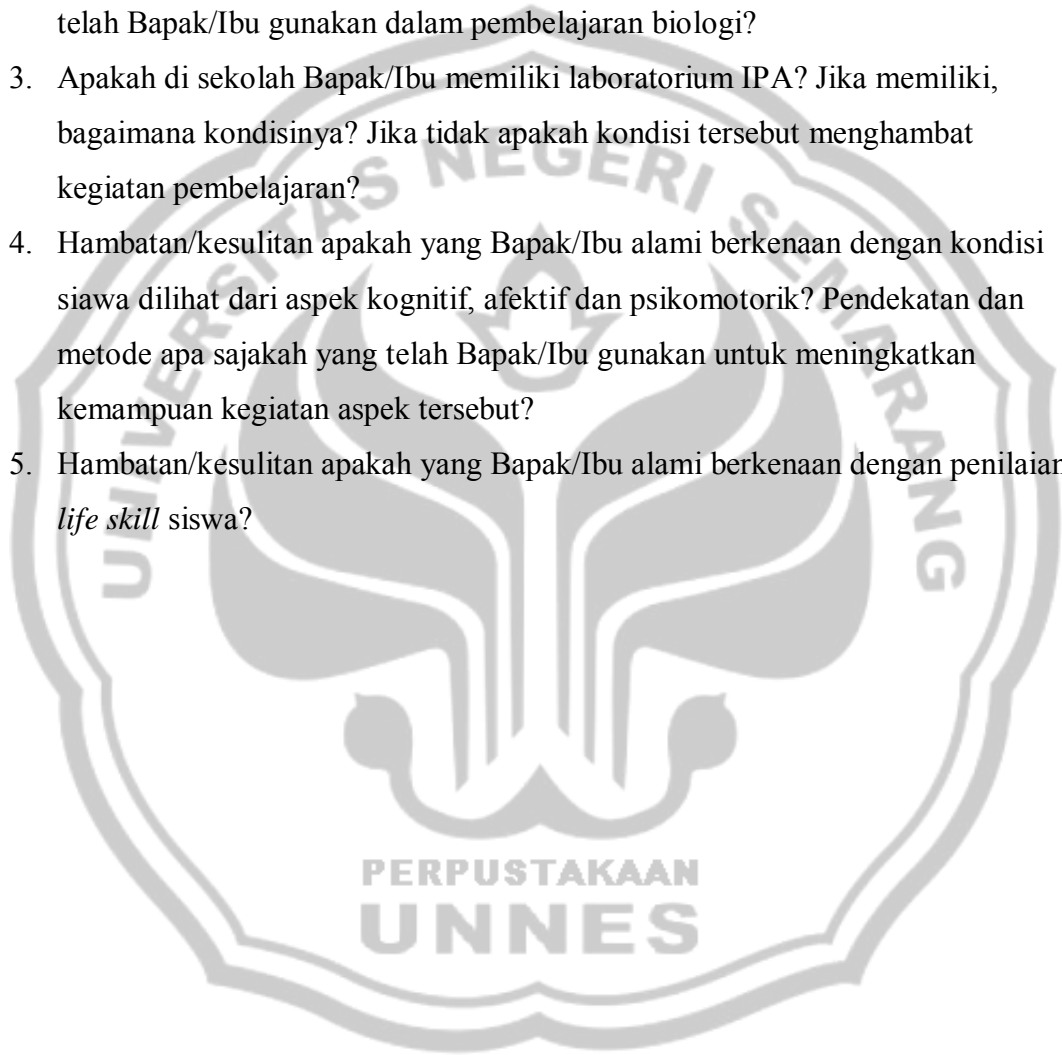 telah Bapak/Ibu gunakan dalam pembelajaran biologi?
3. Apakah di sekolah Bapak/Ibu memiliki laboratorium IPA? Jika memiliki,
bagaimana kondisinya? Jika tidak apakah kondisi tersebut menghambat
kegiatan pembelajaran?
4. Hambatan/kesulitan apakah yang Bapak/Ibu alami berkenaan dengan kondisi
siawa dilihat dari aspek kognitif, afektif dan psikomotorik? Pendekatan dan
metode apa sajakah yang telah Bapak/Ibu gunakan untuk meningkatkan
kemampuan kegiatan aspek tersebut?
5. Hambatan/kesulitan apakah yang Bapak/Ibu alami berkenaan dengan penilaian
life skill siswa?
UNIVERSITAS NEGERI SEMARANG
PERPUSTAKAAN
UNNES